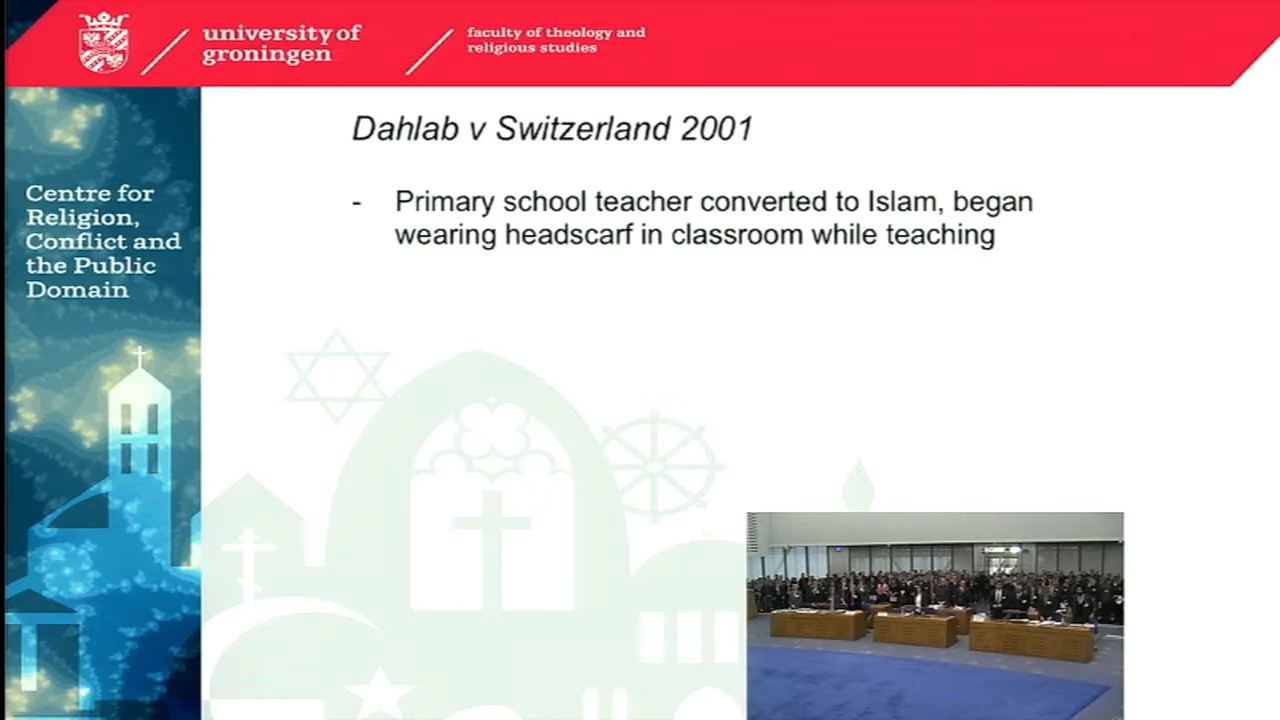 university of
groningen
faculty of theology and
religious studies
Centre for
Religion,
Conflict and
the Public
Domain
Dahlab v Switzerland 2001
- Primary school teacher converted to Islam, began
wearing headscarf in classroom while teaching